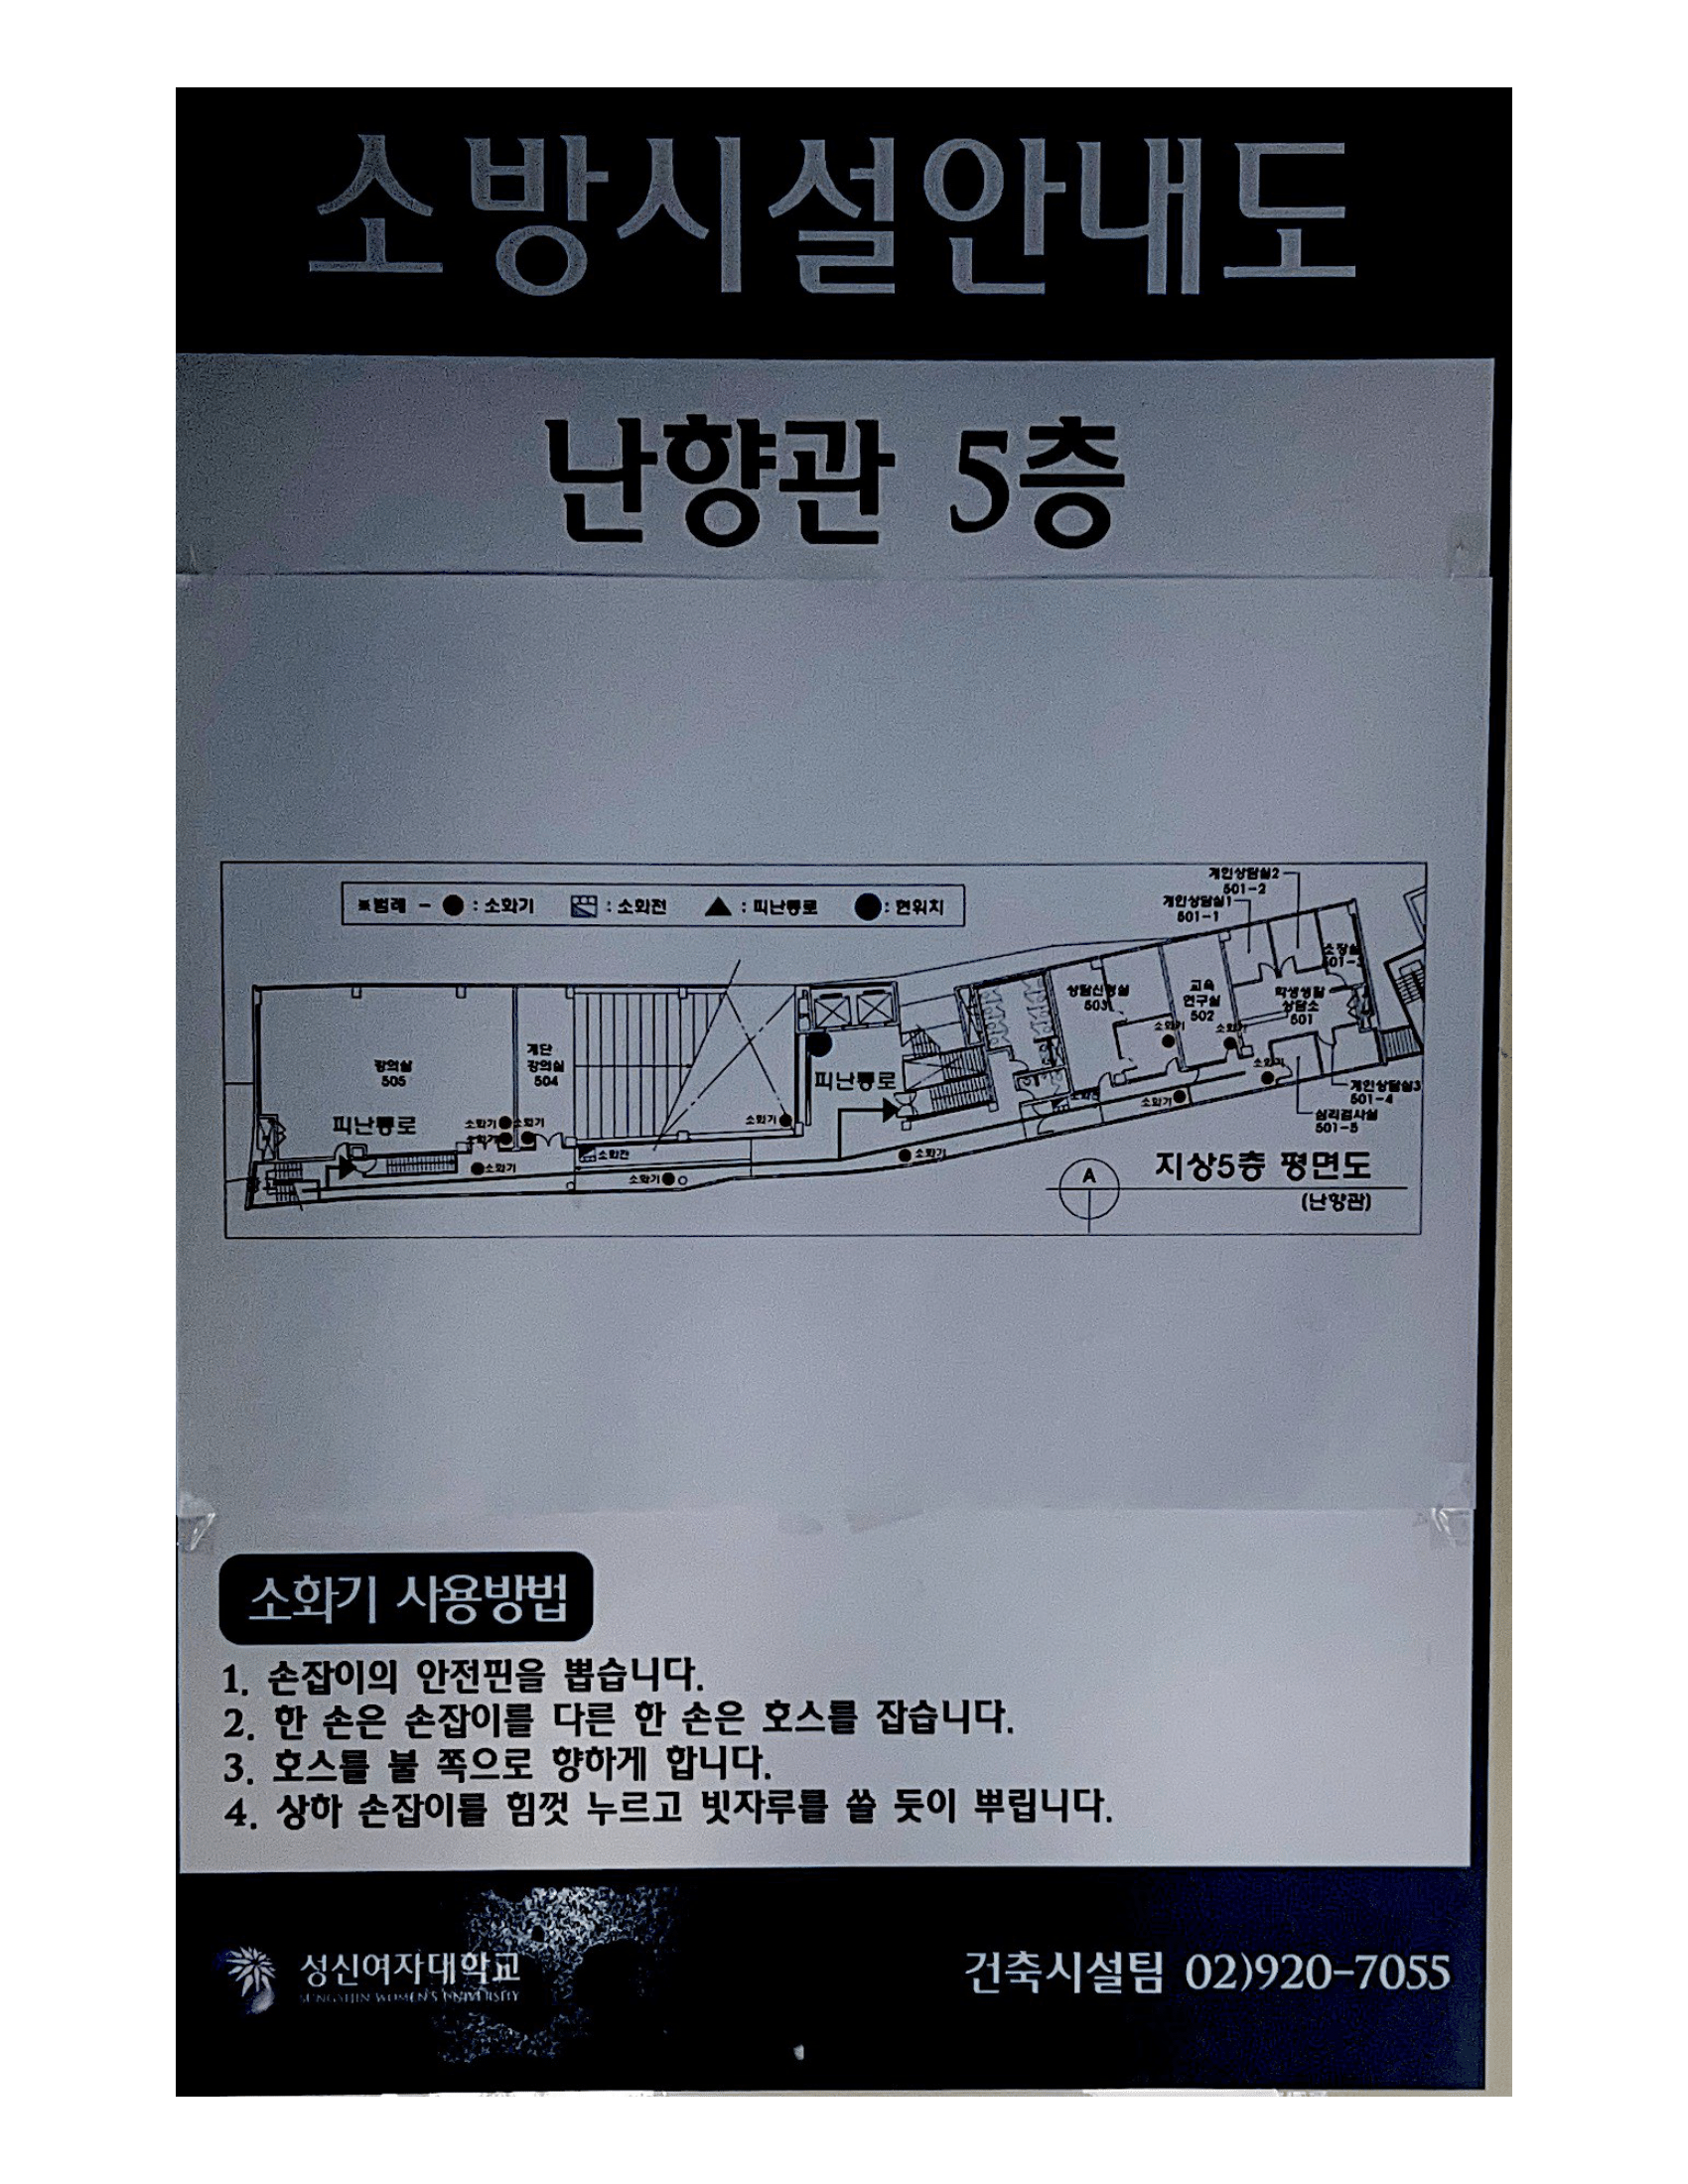 소방시설안내도
난향관 5층
※범례 - ● : 소화기 : 소화전 ▲ : 피난통로 ● : 현위치
개인상담실2
501-2
개인상담실1
501-1
소장실
501-3
상담신청실
503
교육
연구실
502
학생생활
상담소
501
강의실
505
계단
강의실
504
피난통로
피난통로
소화기
소화기
소화기
소화기
소화기
소화기
소화기
소화기
소화기
소화기
소화기
소화기
소화전
소화전
개인상담실3
501-4
심리검사실
501-5
A
지상5층 평면도
(난향관)
소화기 사용방법
1. 손잡이의 안전핀을 뽑습니다.
2. 한 손은 손잡이를 다른 한 손은 호스를 잡습니다.
3. 호스를 불 쪽으로 향하게 합니다.
4. 상하 손잡이를 힘껏 누르고 빗자루를 쓸 듯이 뿌립니다.
성신여자대학교
SUNGSHIN WOMEN'S UNIVERSITY
건축시설팀 02)920-7055